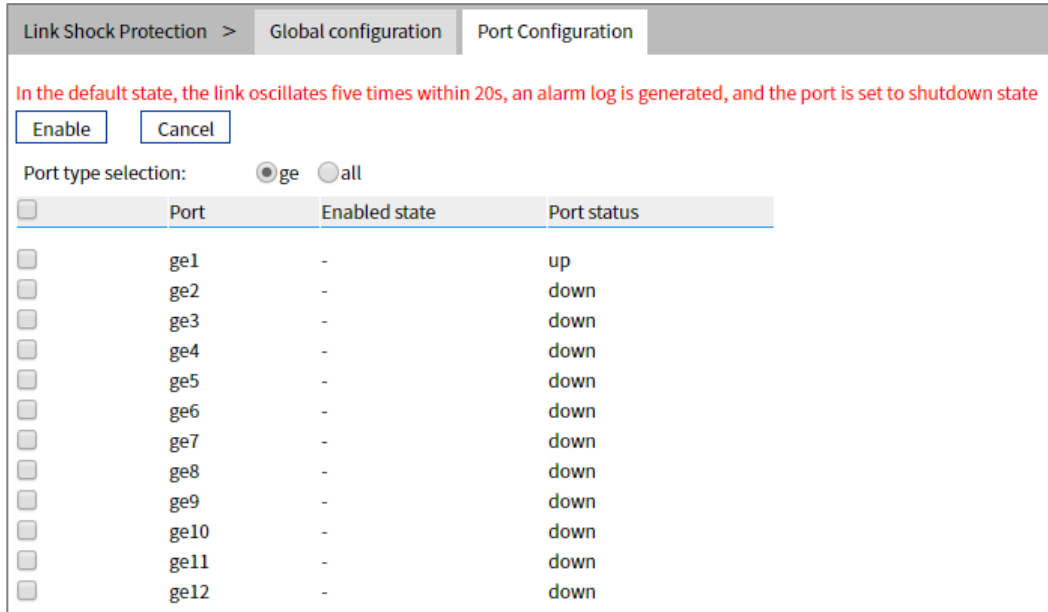 Link Shock Protection > Global configuration Port Configuration
In the default state, the link oscillates five times within 20s, an alarm log is generated, and the port is set to shutdown state
Enable Cancel
Port type selection: ge all
Port Enabled state Port status
ge1 - up
ge2 - down
ge3 - down
ge4 - down
ge5 - down
ge6 - down
ge7 - down
ge8 - down
ge9 - down
ge10 - down
ge11 - down
ge12 - down